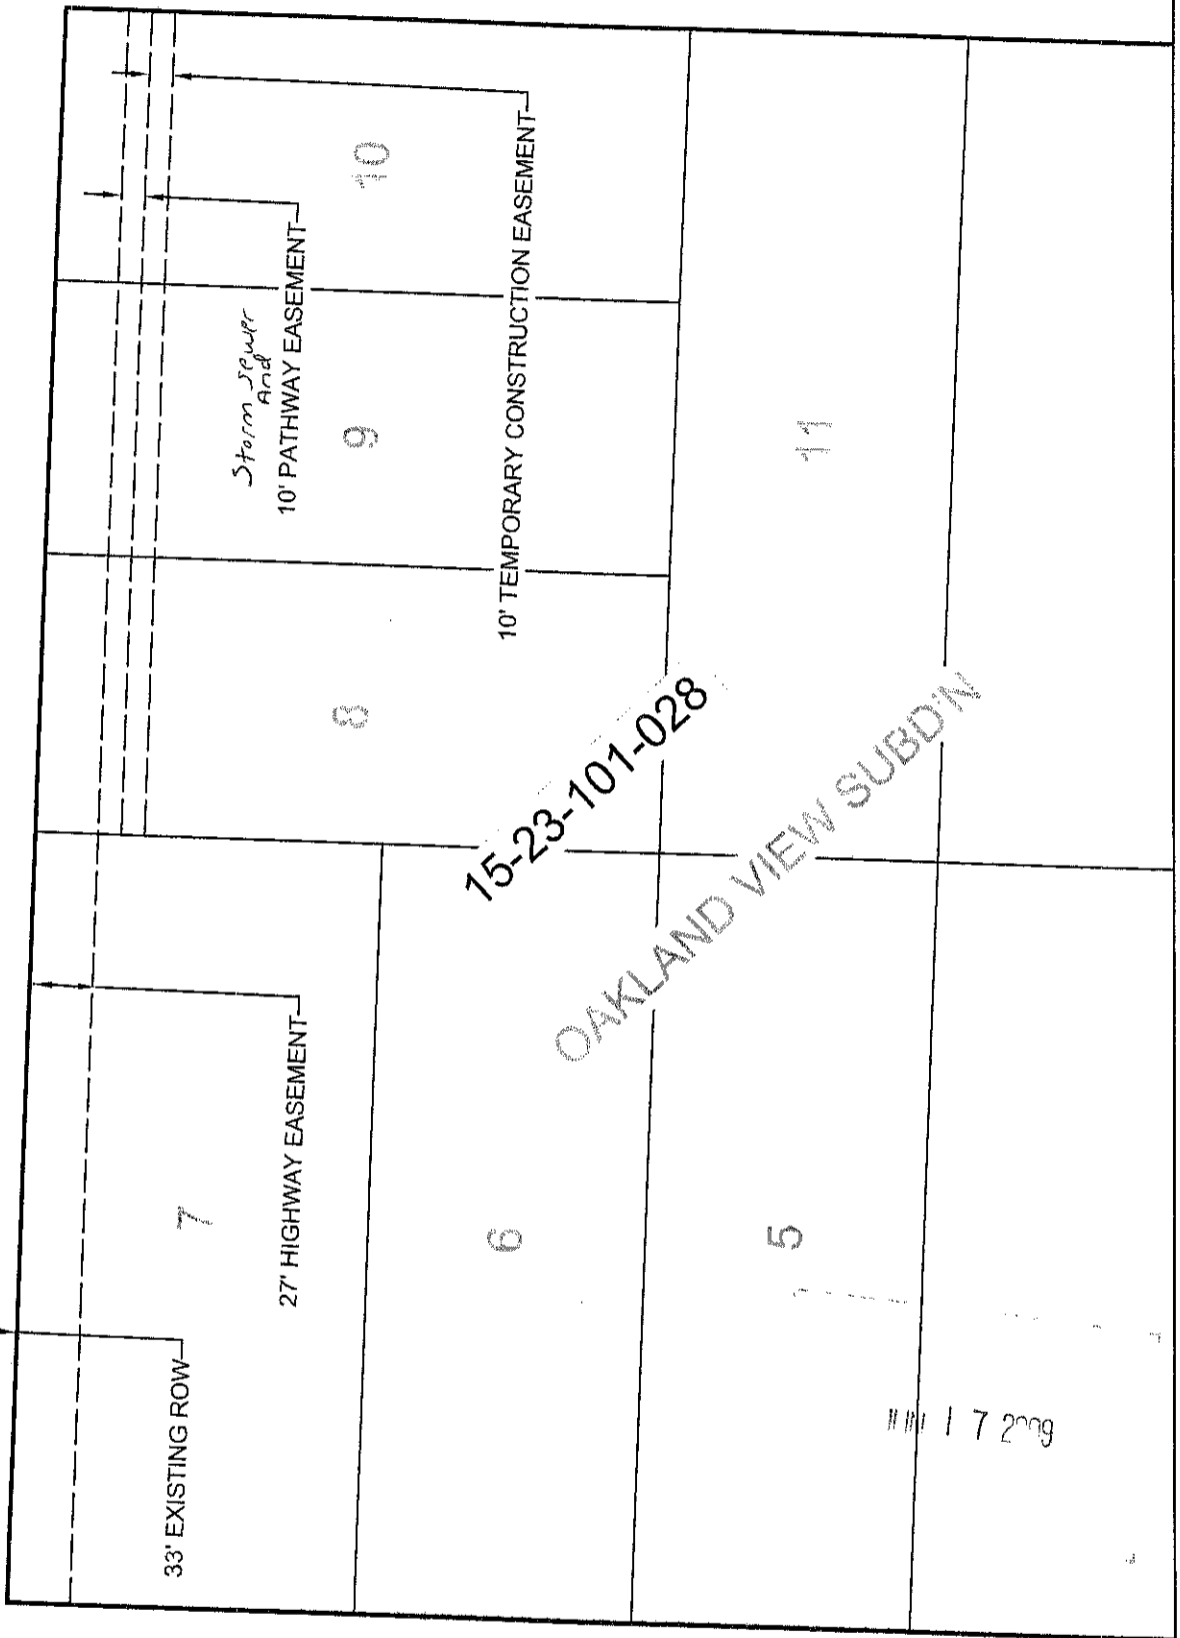 10
10' TEMPORARY CONSTRUCTION EASEMENT
Storm sewer
And
10' PATHWAY EASEMENT
9
8
11
15-23-101-028
OAKLAND VIEW SUBD'N
7
27' HIGHWAY EASEMENT
33' EXISTING ROW
6
5
17